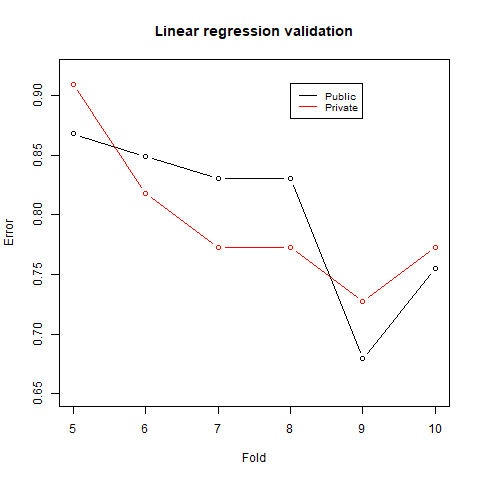 Linear regression validation
Public
Private
Error
0.90
0.85
0.80
0.75
0.70
0.65
5 6 7 8 9 10
Fold